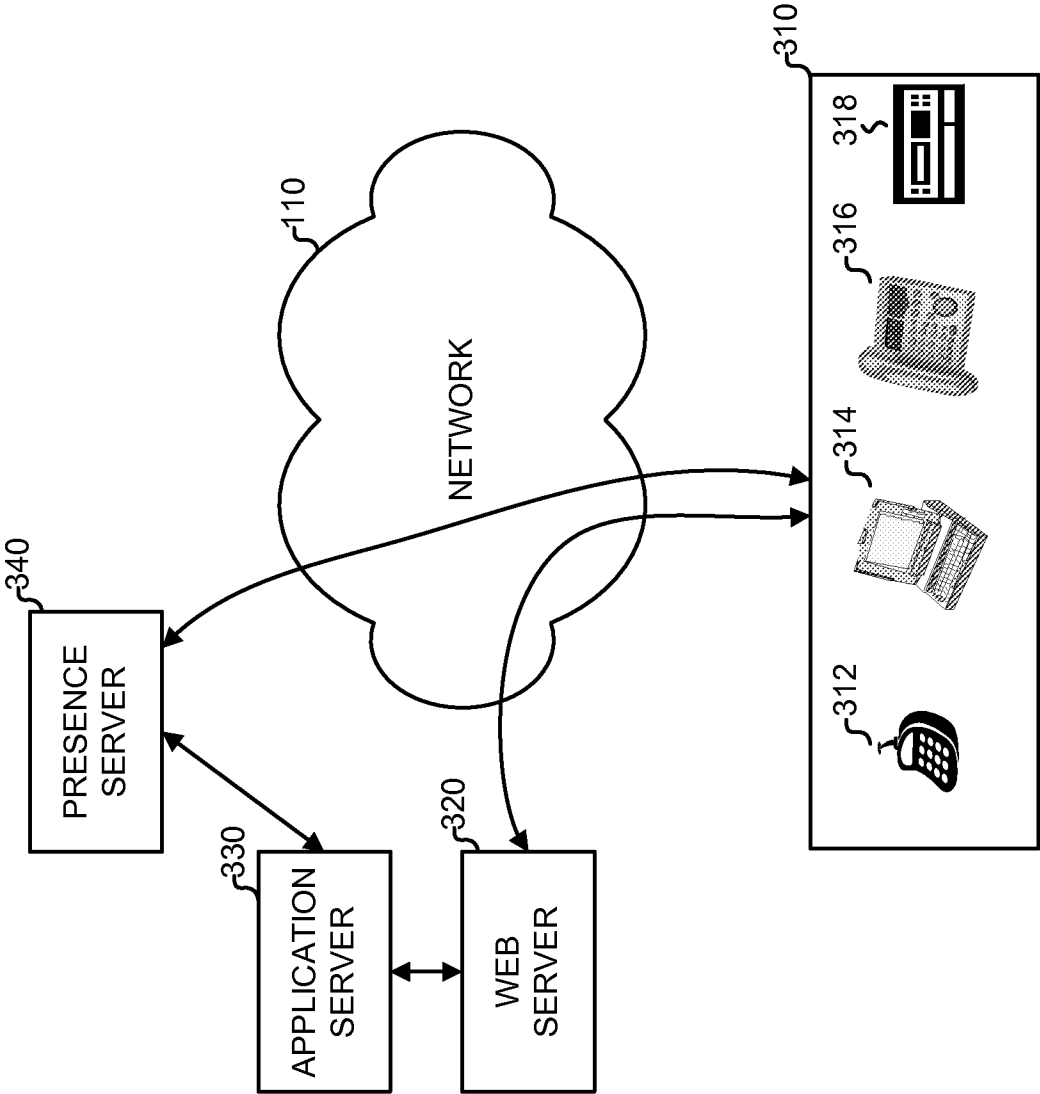 340
PRESENCE
SERVER
330
APPLICATION
SERVER
320
WEB
SERVER
110
NETWORK
310
312
314
316
318